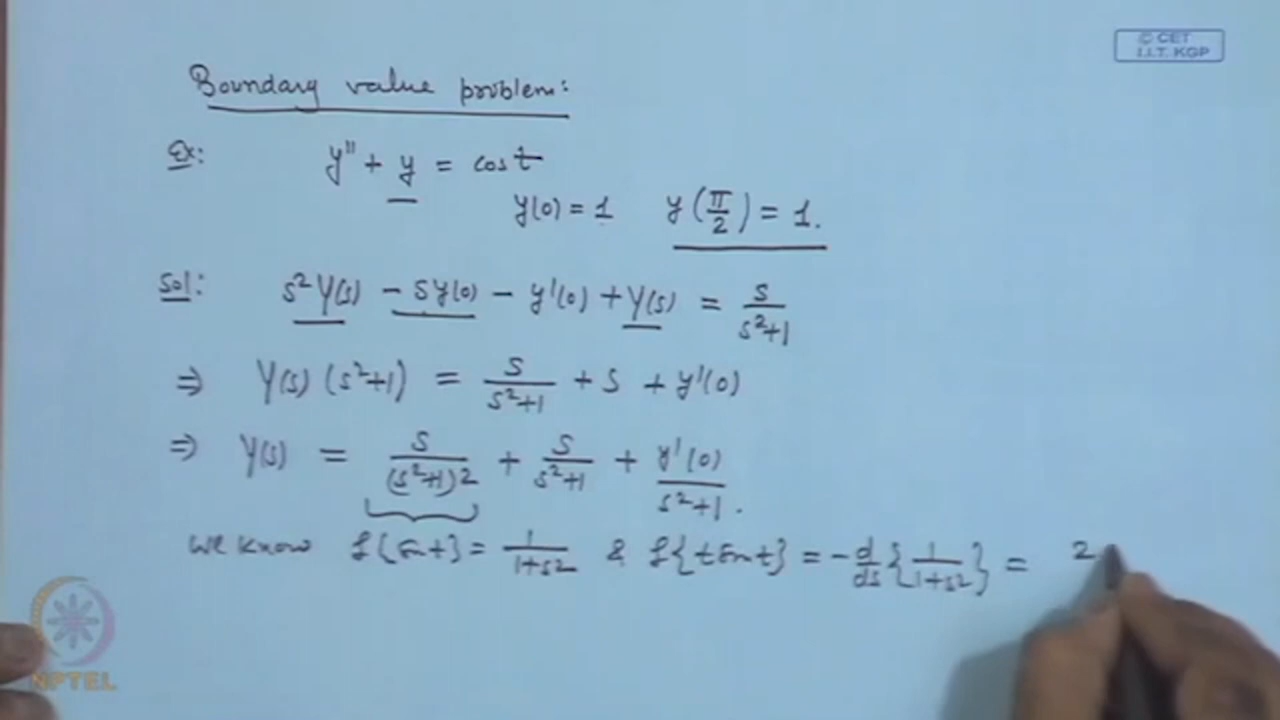 © CET
I.I.T. KGP
Boundary value problem:
Ex: y'' + y = cos t
y(0) = 1 y(π/2) = 1.
Sol: s²Y(s) - sy(0) - y'(0) + Y(s) = s/(s²+1)
⇒ Y(s) (s²+1) = s/(s²+1) + s + y'(0)
⇒ Y(s) = s/(s²+1)² + s/(s²+1) + y'(0)/(s²+1).
We know L{sin t} = 1/(1+s²) & L{t sin t} = -d/ds{1/(1+s²)} = 2
NPTEL